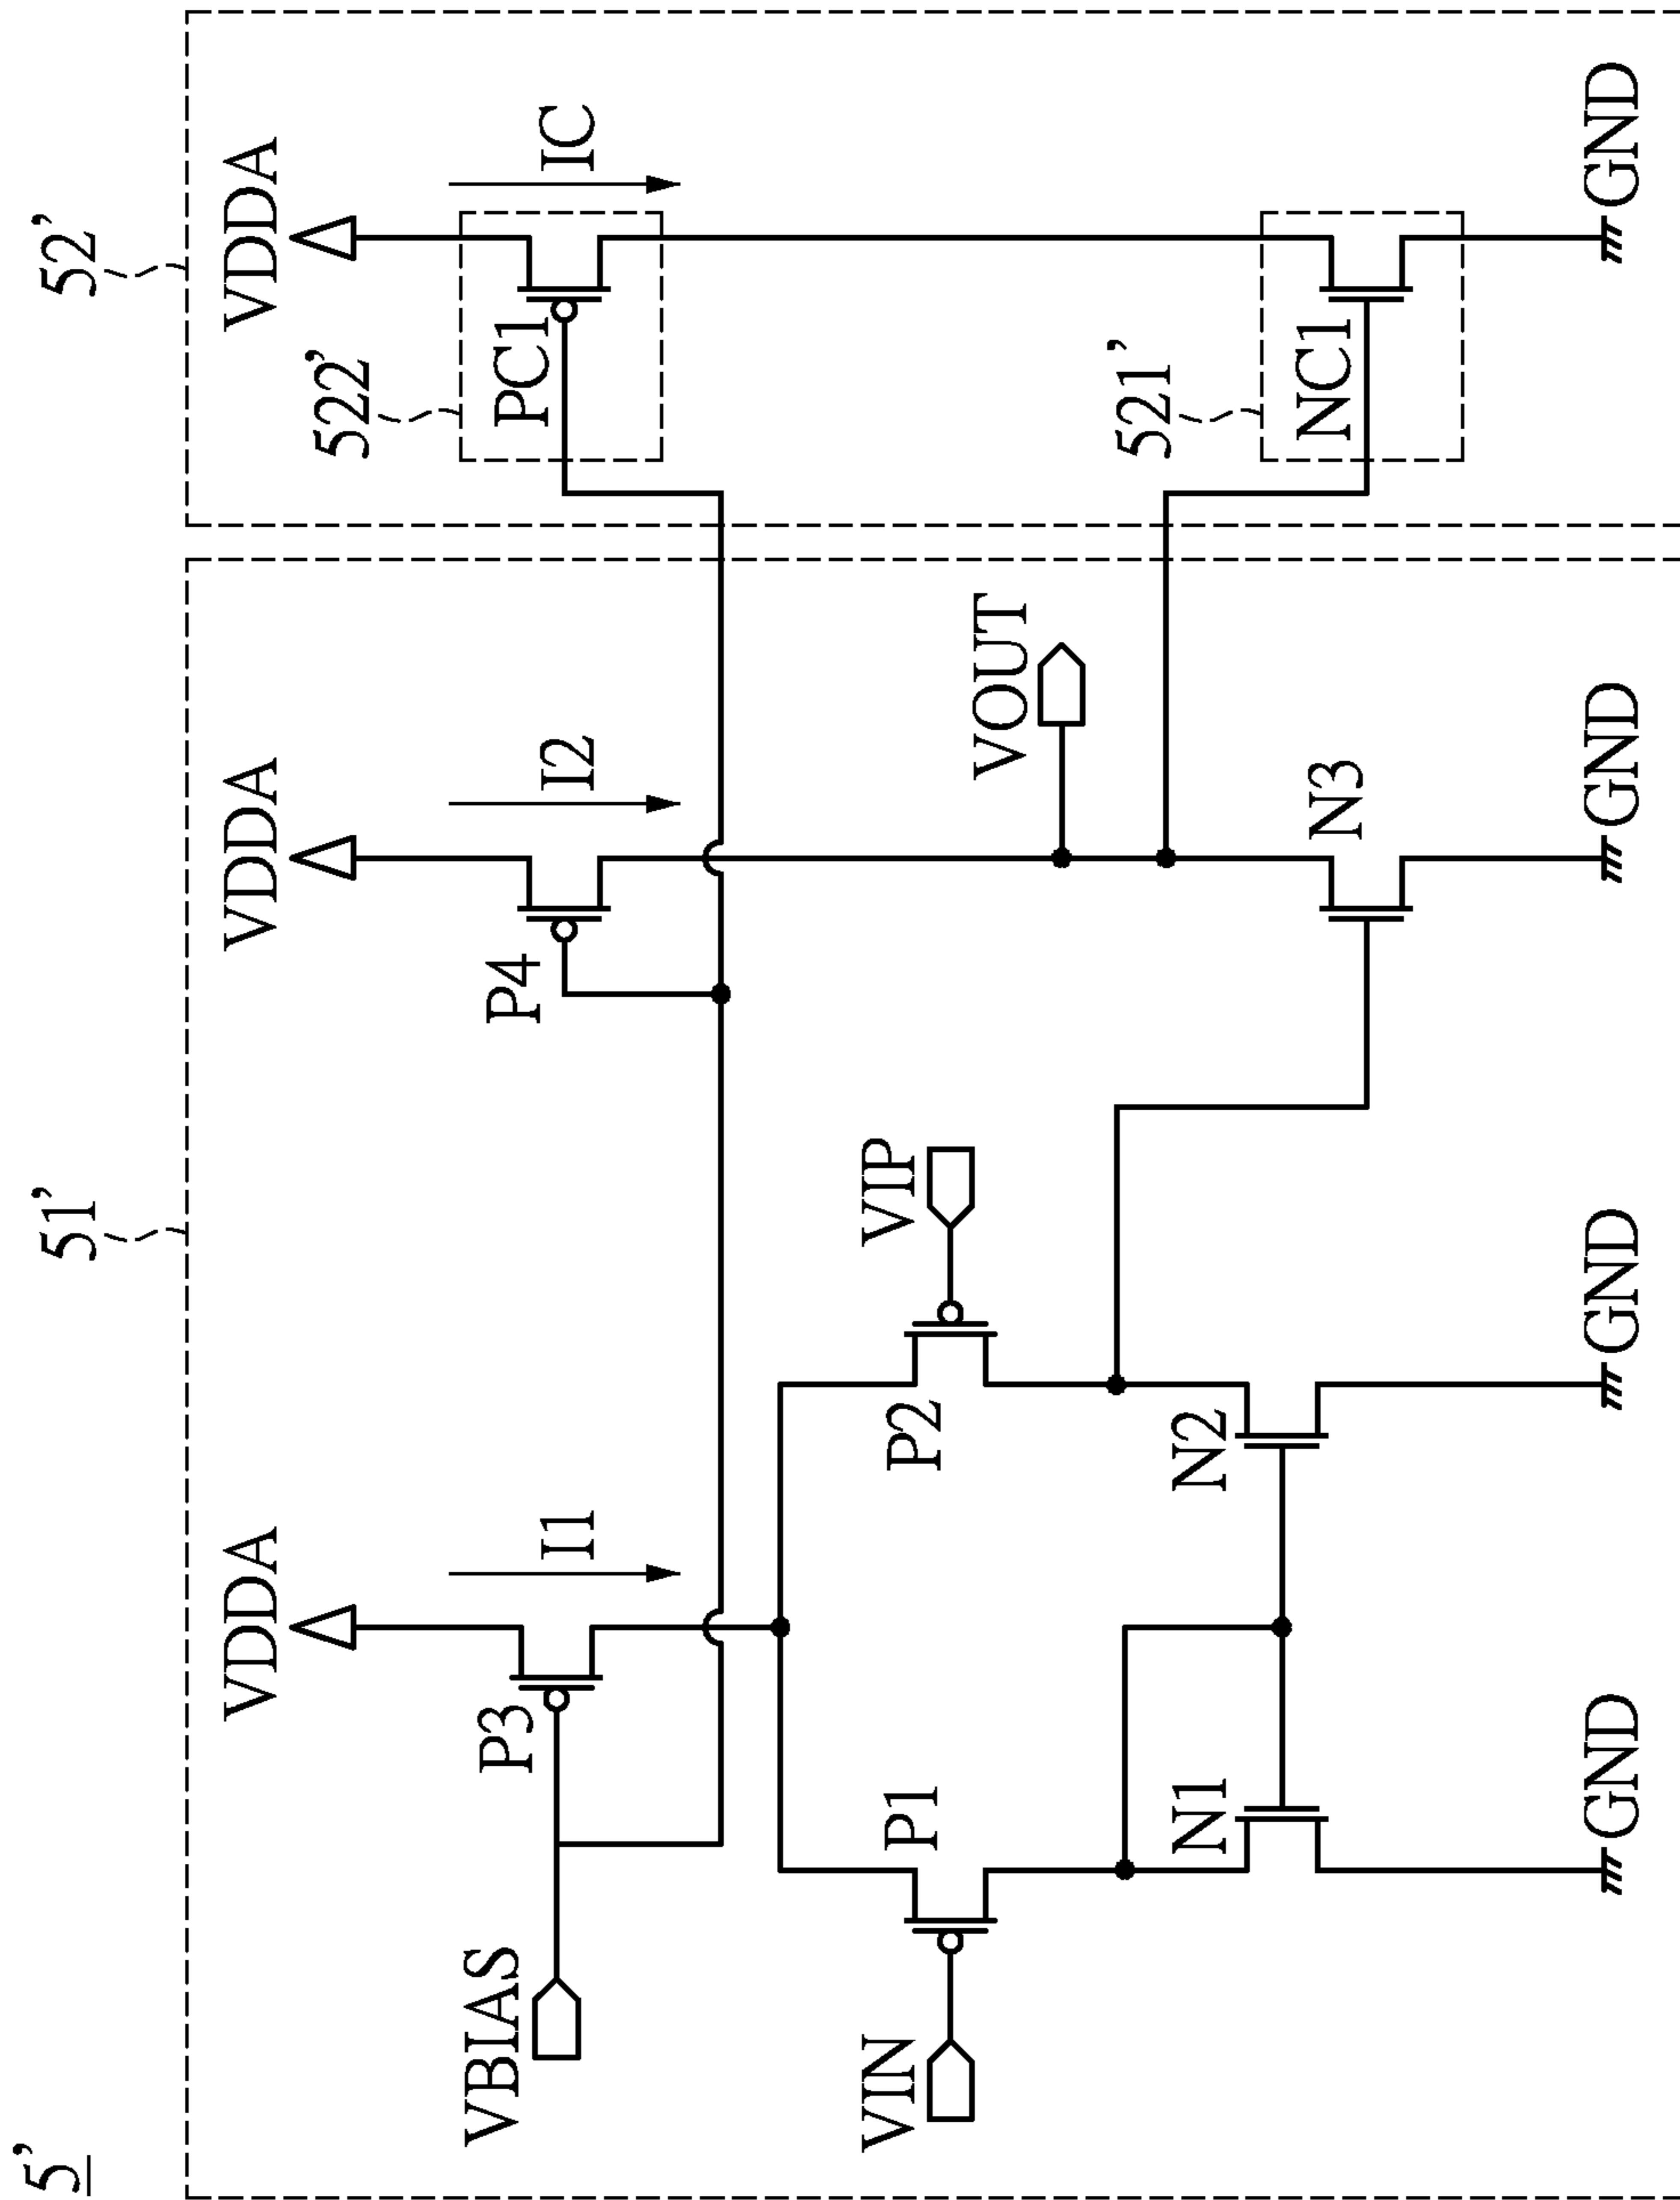 5’
51’
52’
VDDA
VDDA
VDDA
I1
I2
IC
522’
VBIAS
P3
P4
PC1
VIN
P1
P2
VIP
VOUT
521’
N1
N2
N3
NC1
GND
GND
GND
GND